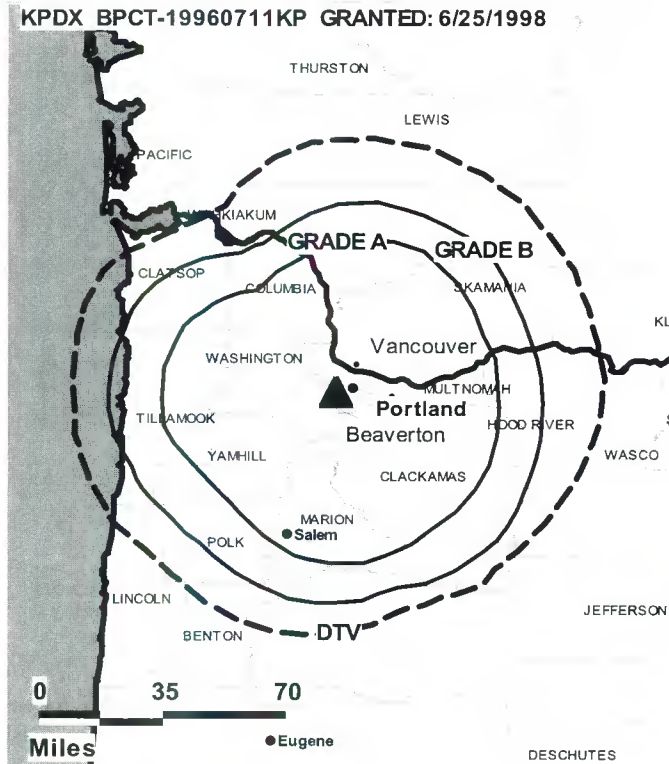 KPDX BPCT-19960711KP GRANTED: 6/25/1998
THURSTON
LEWIS
PACIFIC
KIAKUM
GRADE A
GRADE B
CLATSOP
COLUMBIA
SKAMANIA
KL
WASHINGTON
Vancouver
MULTNOMAH
Portland
TILLAMOOK
HOOD RIVER
Beaverton
YAMHILL
WASCO
CLACKAMAS
MARION
Salem
POLK
LINCOLN
JEFFERSON
BENTON
DTV
0 35 70
Miles
Eugene
DESCHUTES